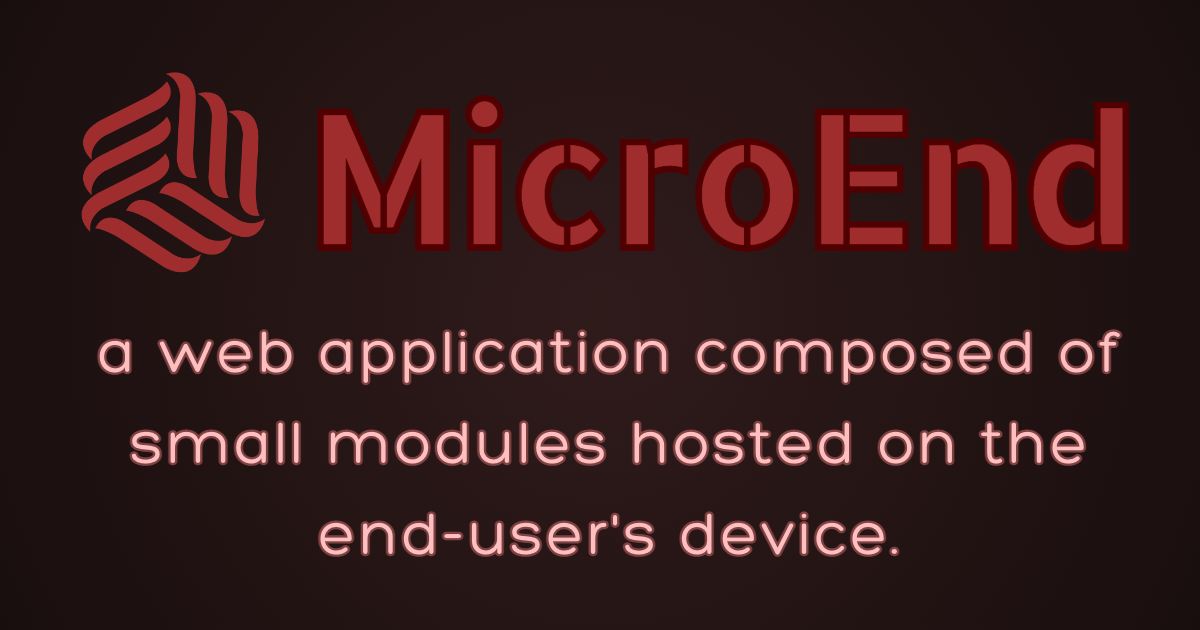 MicroEnd
a web application composed of
small modules hosted on the
end-user's device.